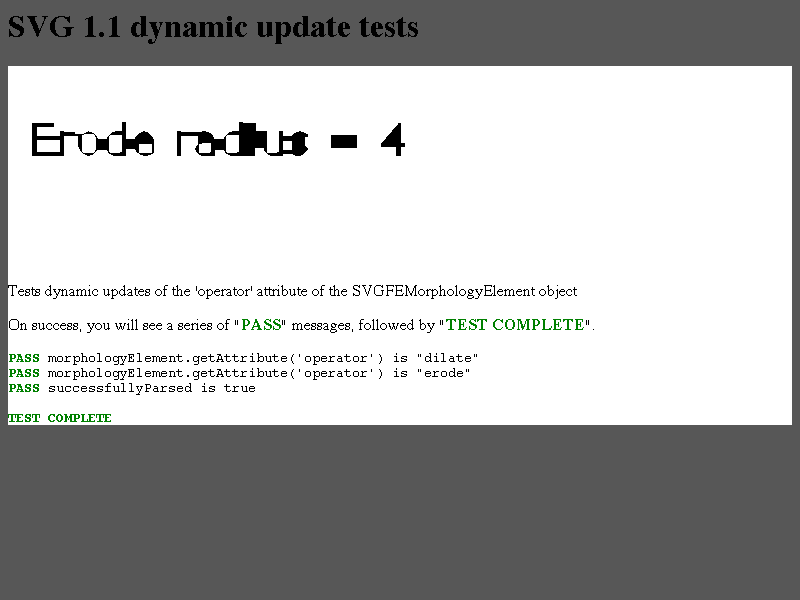 SVG 1.1 dynamic update tests
Erode radius = 4
Tests dynamic updates of the 'operator' attribute of the SVGFEMorphologyElement object
On success, you will see a series of "PASS" messages, followed by "TEST COMPLETE".
PASS morphologyElement.getAttribute('operator') is "dilate"
PASS morphologyElement.getAttribute('operator') is "erode"
PASS successfullyParsed is true
TEST COMPLETE